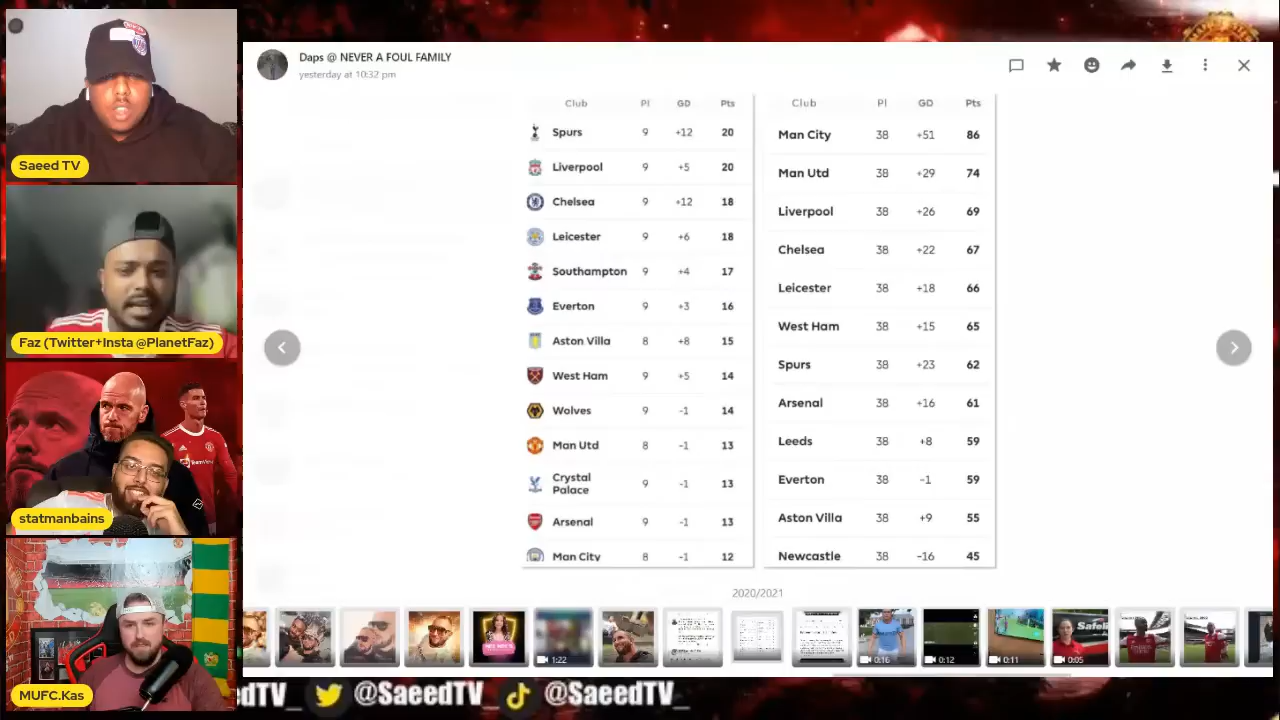 Saeed TV
Faz (Twitter+Insta @PlanetFaz)
statmanbains
MUFC.Kas
Daps @ NEVER A FOUL FAMILY
yesterday at 10:32 pm
Club Pl GD Pts
Spurs 9 +12 20
Liverpool 9 +5 20
Chelsea 9 +12 18
Leicester 9 +6 18
Southampton 9 +4 17
Everton 9 +3 16
Aston Villa 8 +8 15
West Ham 9 +5 14
Wolves 9 -1 14
Man Utd 8 -1 13
Crystal
Palace 9 -1 13
Arsenal 9 -1 13
Man City 8 -1 12
Club Pl GD Pts
Man City 38 +51 86
Man Utd 38 +29 74
Liverpool 38 +26 69
Chelsea 38 +22 67
Leicester 38 +18 66
West Ham 38 +15 65
Spurs 38 +23 62
Arsenal 38 +16 61
Leeds 38 +8 59
Everton 38 -1 59
Aston Villa 38 +9 55
Newcastle 38 -16 45
2020/2021
1:22
0:16
0:12
0:11
0:05
dTV_ @SaeedTV_ @SaeedTV_